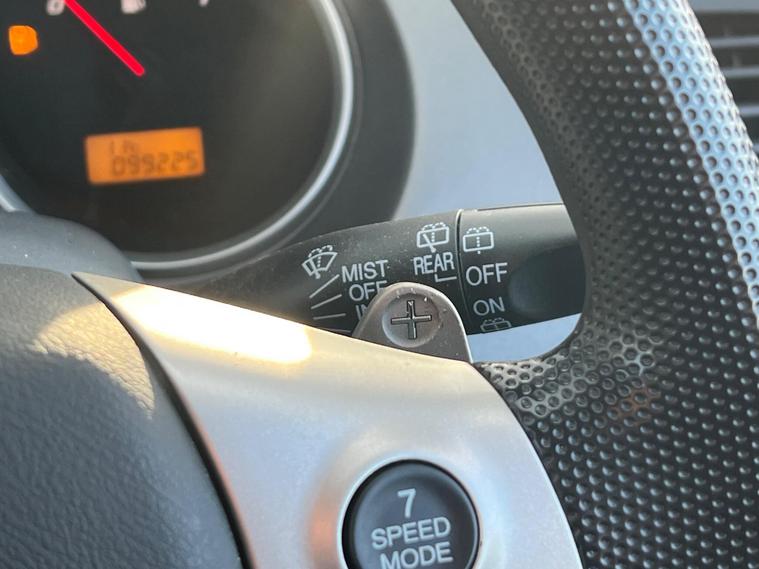 099225
MIST
OFF
REAR
OFF
ON
7
SPEED
MODE